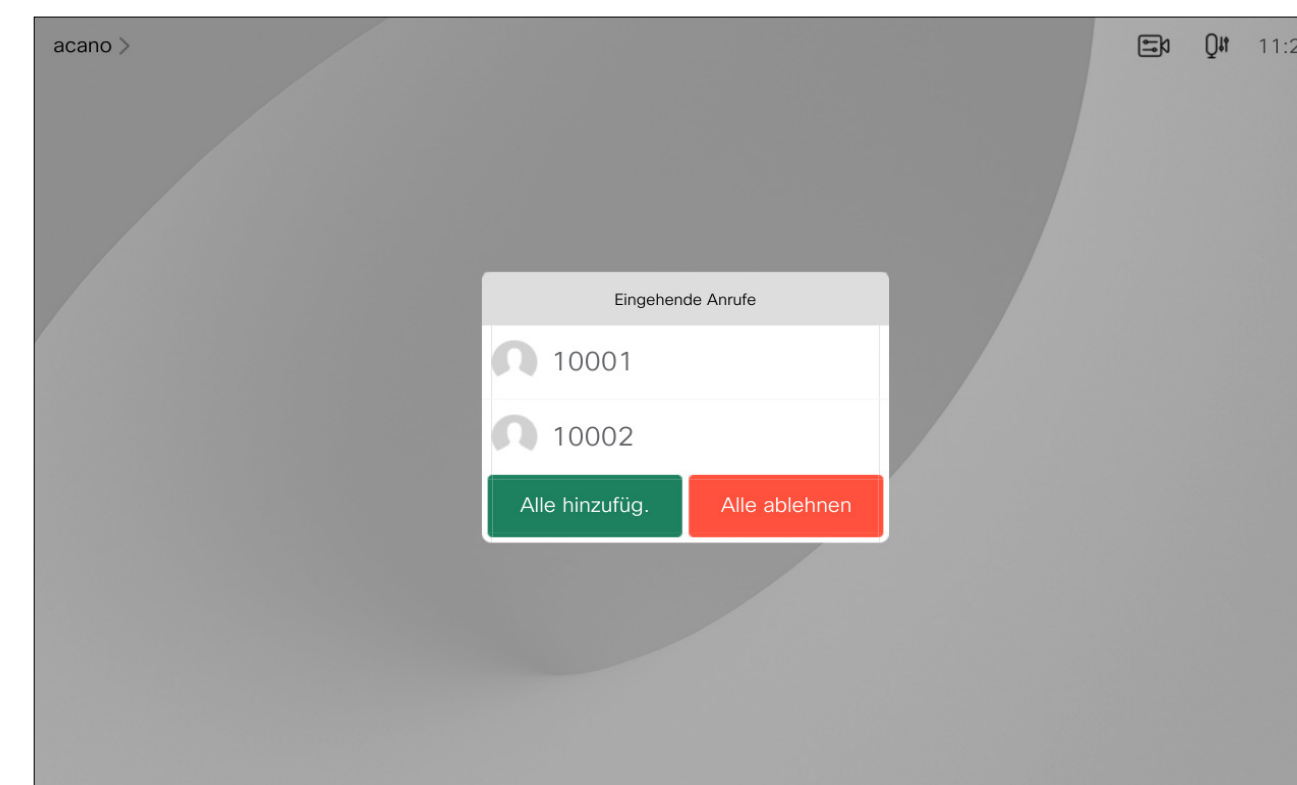 acano
11:2
Eingehende Anrufe
10001
10002
Alle hinzufüg.
Alle ablehnen